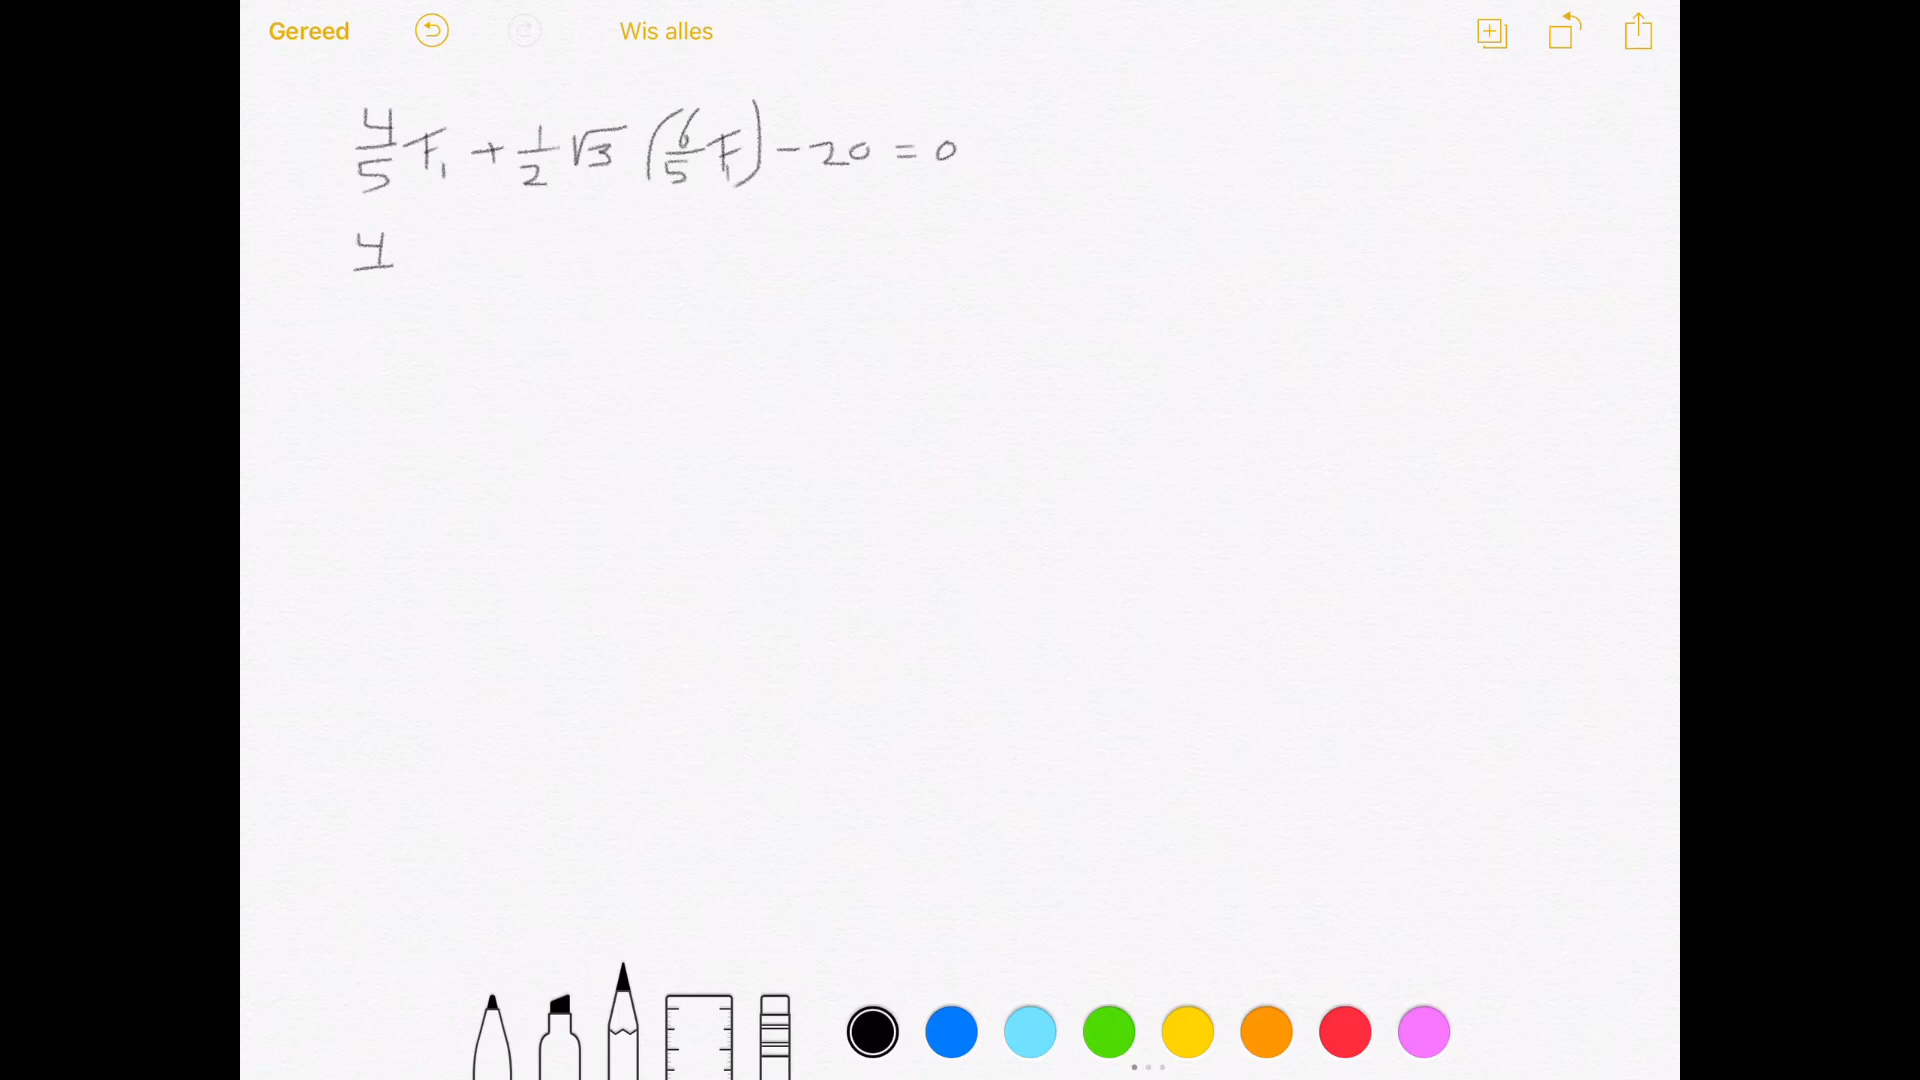 Gereed Wis alles
4/5 F₁ + 1/2 √3 (6/5 F₁) - 20 = 0
4